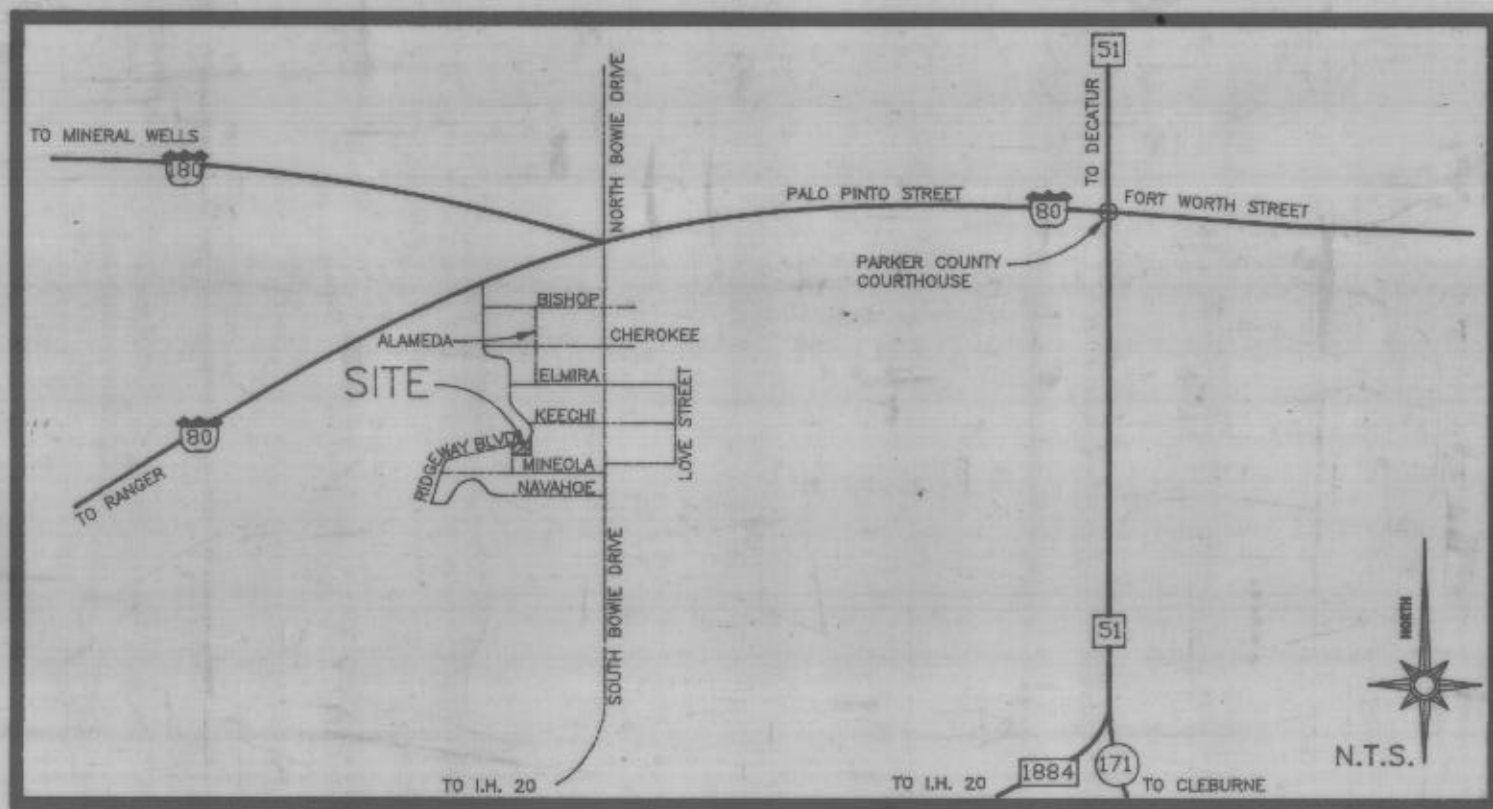 51
TO DECATUR
NORTH BOWIE DRIVE
TO MINERAL WELLS
180
PALO PINTO STREET
80
FORT WORTH STREET
PARKER COUNTY
COURTHOUSE
BISHOP
ALAMEDA
CHEROKEE
SITE
ELMIRA
LOVE STREET
KEECHI
80
RIDGEWAY BLVD
MINEOLA
NAVAHOE
TO RANGER
SOUTH BOWIE DRIVE
51
NORTH
N.T.S.
TO I.H. 20
TO I.H. 20
1884
171
TO CLEBURNE